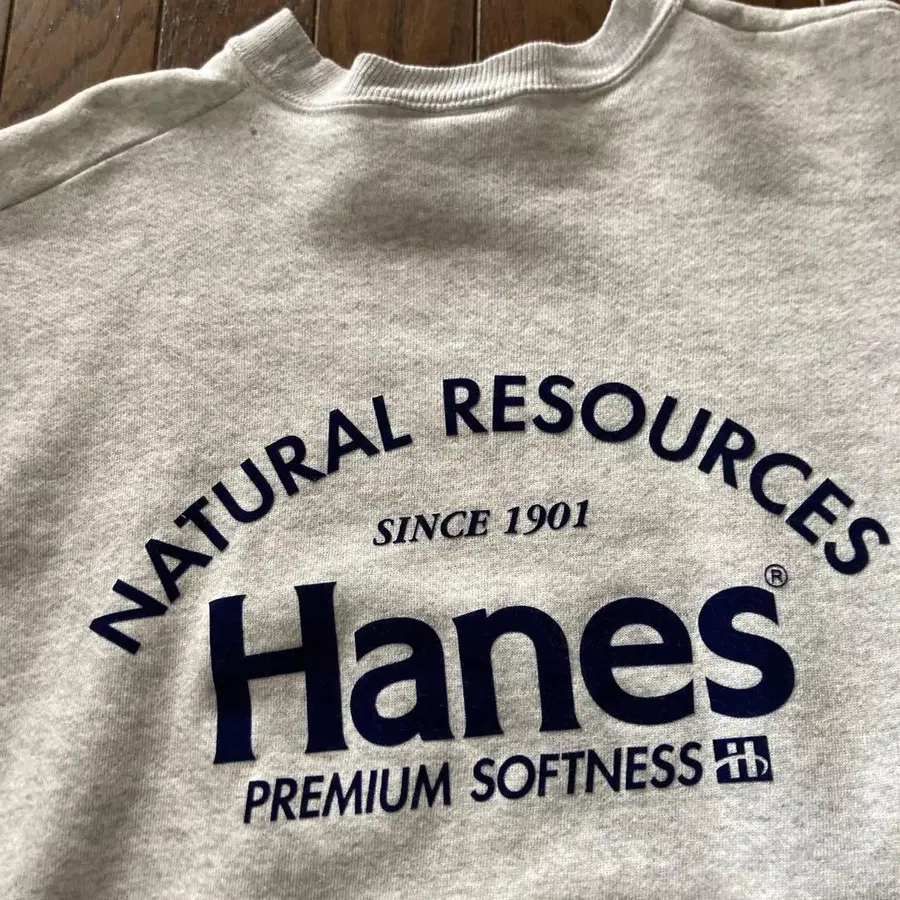 NATURAL RESOURCES
SINCE 1901
Hanes®
PREMIUM SOFTNESS